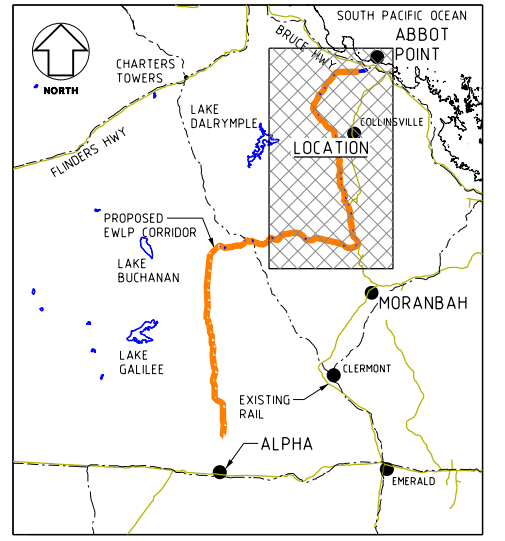 SOUTH PACIFIC OCEAN
ABBOT
POINT
BRUCE HWY
CHARTERS
TOWERS
NORTH
LAKE
DALRYMPLE
COLLINSVILLE
LOCATION
FLINDERS HWY
PROPOSED
EWLP CORRIDOR
LAKE
BUCHANAN
MORANBAH
LAKE
GALILEE
CLERMONT
EXISTING
RAIL
ALPHA
EMERALD